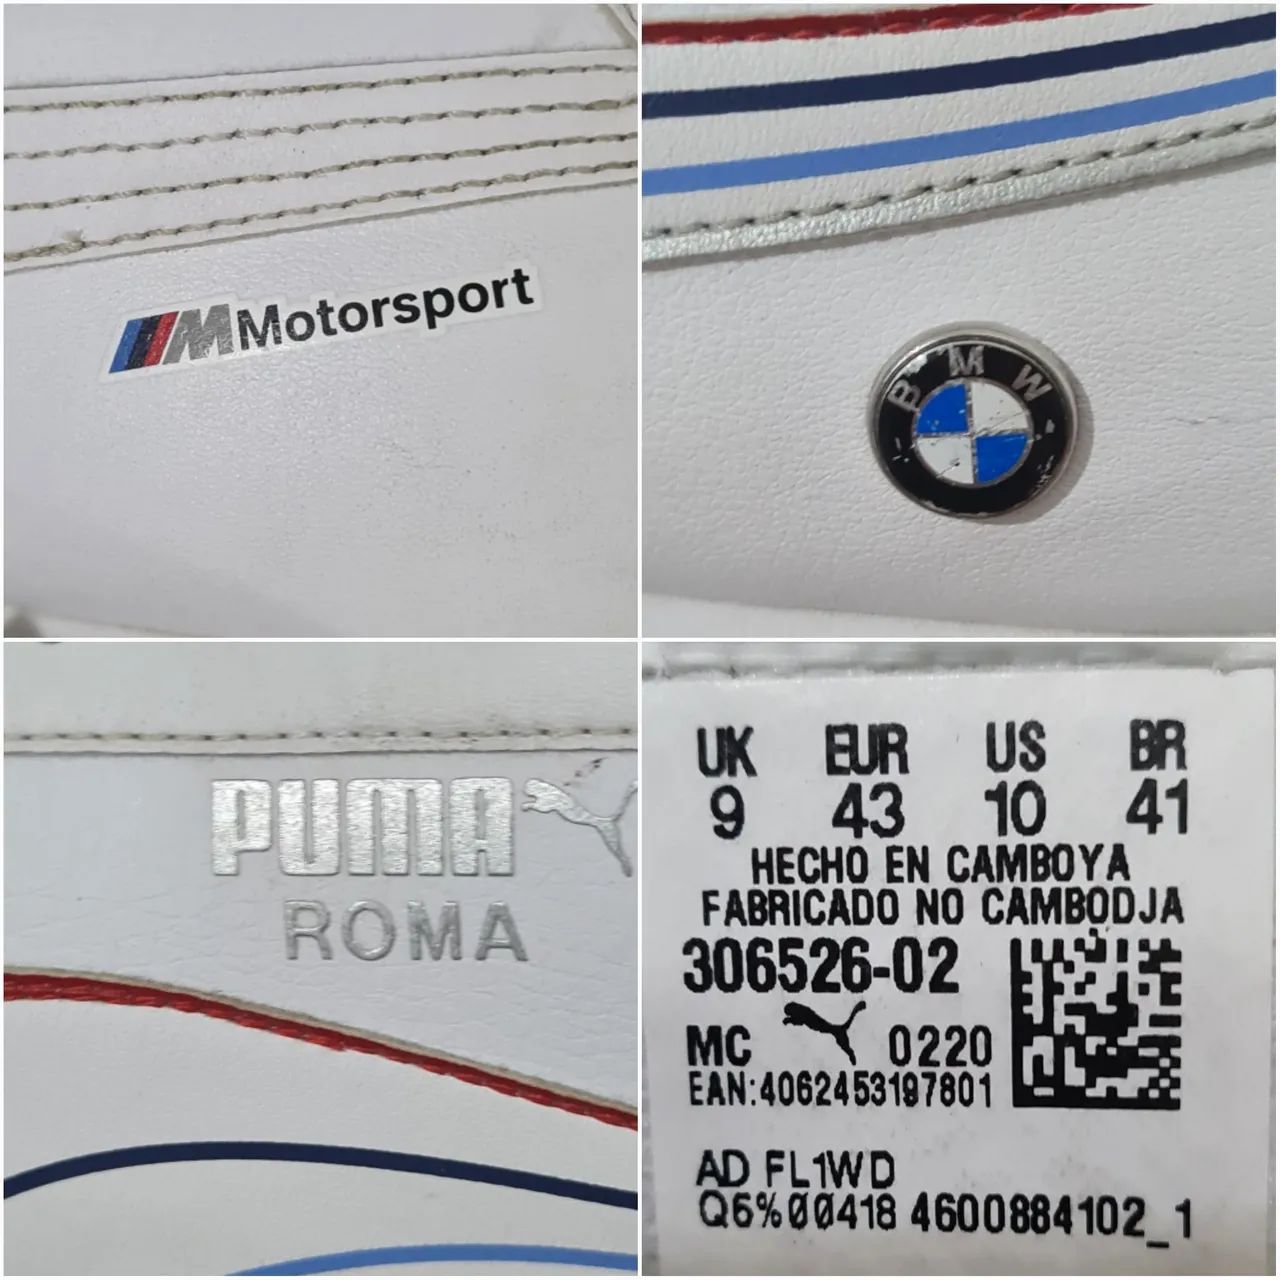 M Motorsport
BMW
PUMA
ROMA
UK EUR US BR
9 43 10 41
HECHO EN CAMBOYA
FABRICADO NO CAMBODJA
306526-02
MC 0220
EAN:4062453197801
AD FL1WD
Q6%00418 4600884102_1